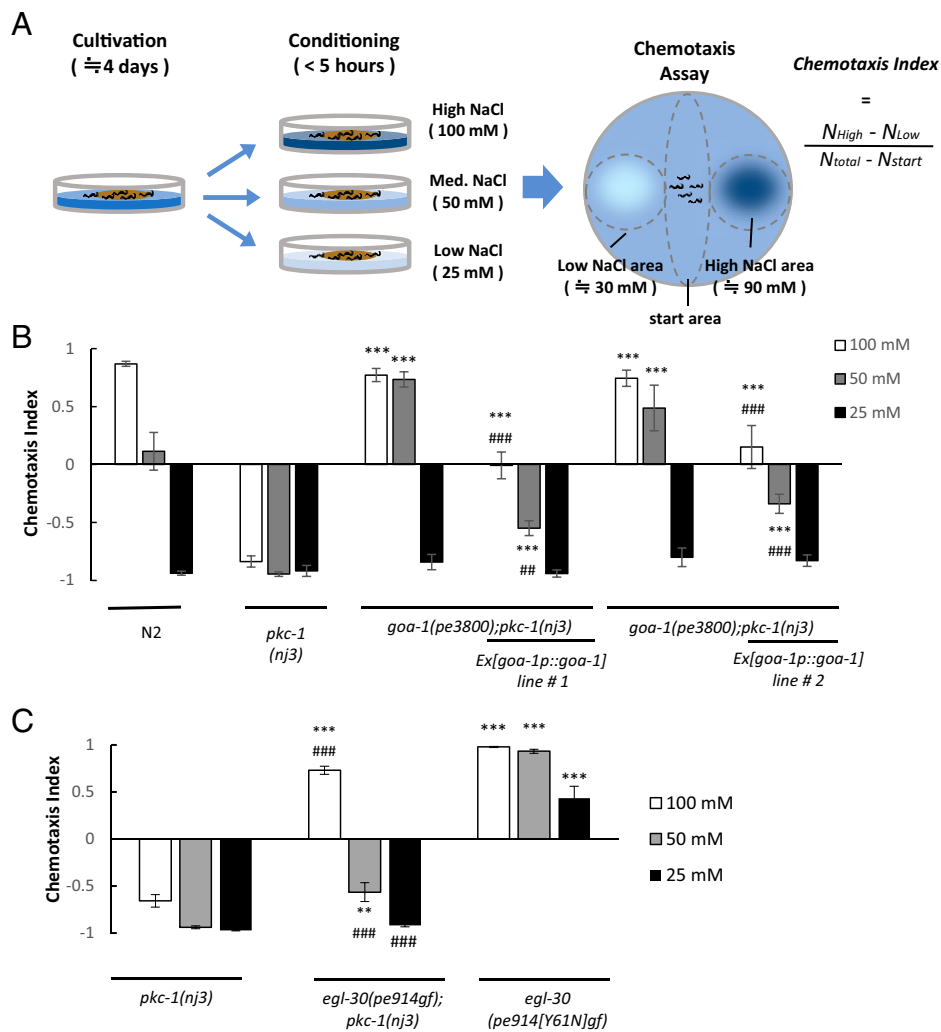 A
Cultivation
( ≒4 days)
Conditioning
( < 5 hours)
High NaCl
( 100 mM )
Med. NaCl
( 50 mM )
Low NaCl
( 25 mM )
Chemotaxis
Assay
Low NaCl area
( ≒ 30 mM )
High NaCl area
( ≒ 90 mM )
start area
Chemotaxis Index
=
NHigh - NLow
Ntotal - Nstart
B
Chemotaxis Index
1
0.5
0
-0.5
-1
*** ***
***
###
***
##
*** ***
***
###
***
###
100 mM
50 mM
25 mM
N2
pkc-1
(nj3)
goa-1(pe3800);pkc-1(nj3)
Ex[goa-1p::goa-1]
line # 1
goa-1(pe3800);pkc-1(nj3)
Ex[goa-1p::goa-1]
line # 2
C
Chemotaxis Index
1
0.5
0
-0.5
-1
***
###
**
###
###
*** ***
***
100 mM
50 mM
25 mM
pkc-1(nj3)
egl-30(pe914gf);
pkc-1(nj3)
egl-30
(pe914[Y61N]gf)